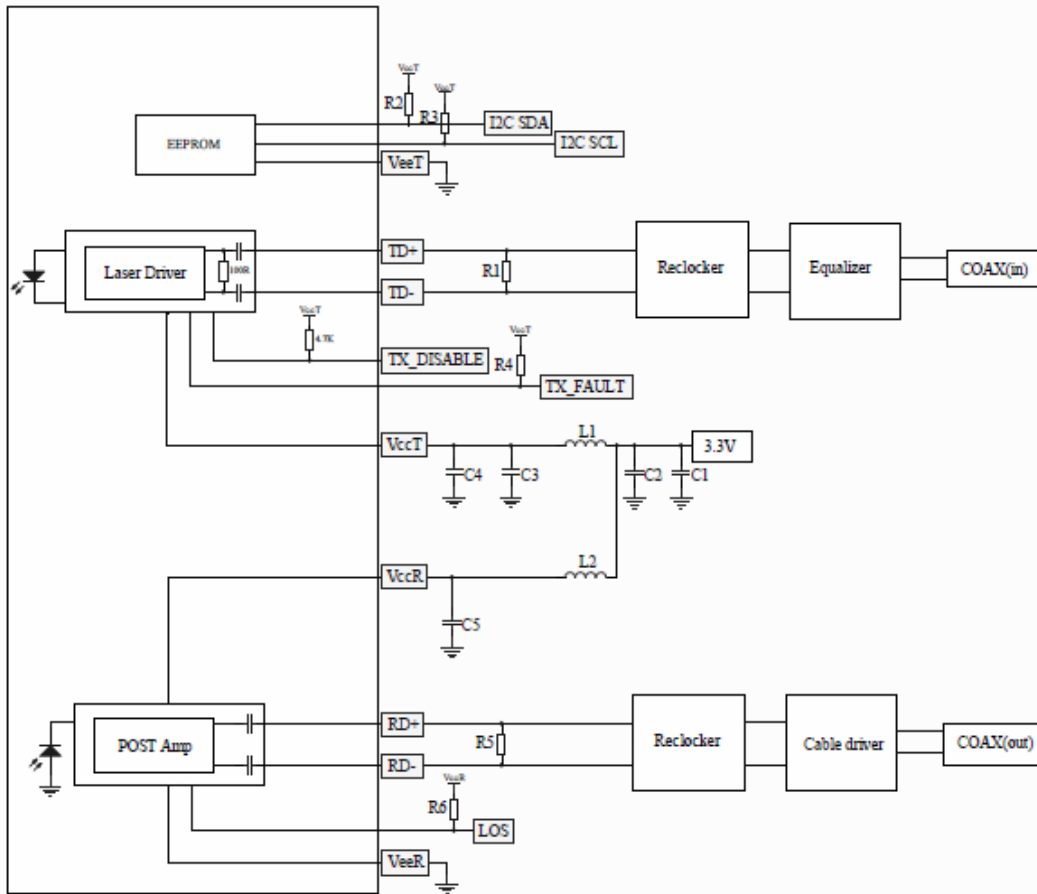 VccT
R2
VccT
R3
I2C SDA
EEPROM
I2C SCL
VeeT
TD+
Laser Driver
100R
R1
Reclocker
Equalizer
COAX(in)
TD-
VccT
4.7K
VccT
TX_DISABLE
R4
TX_FAULT
L1
VccT
3.3V
C4
C3
C2
C1
L2
VccR
C5
RD+
POST Amp
R5
Reclocker
Cable driver
COAX(out)
RD-
VccR
R6
LOS
VeeR